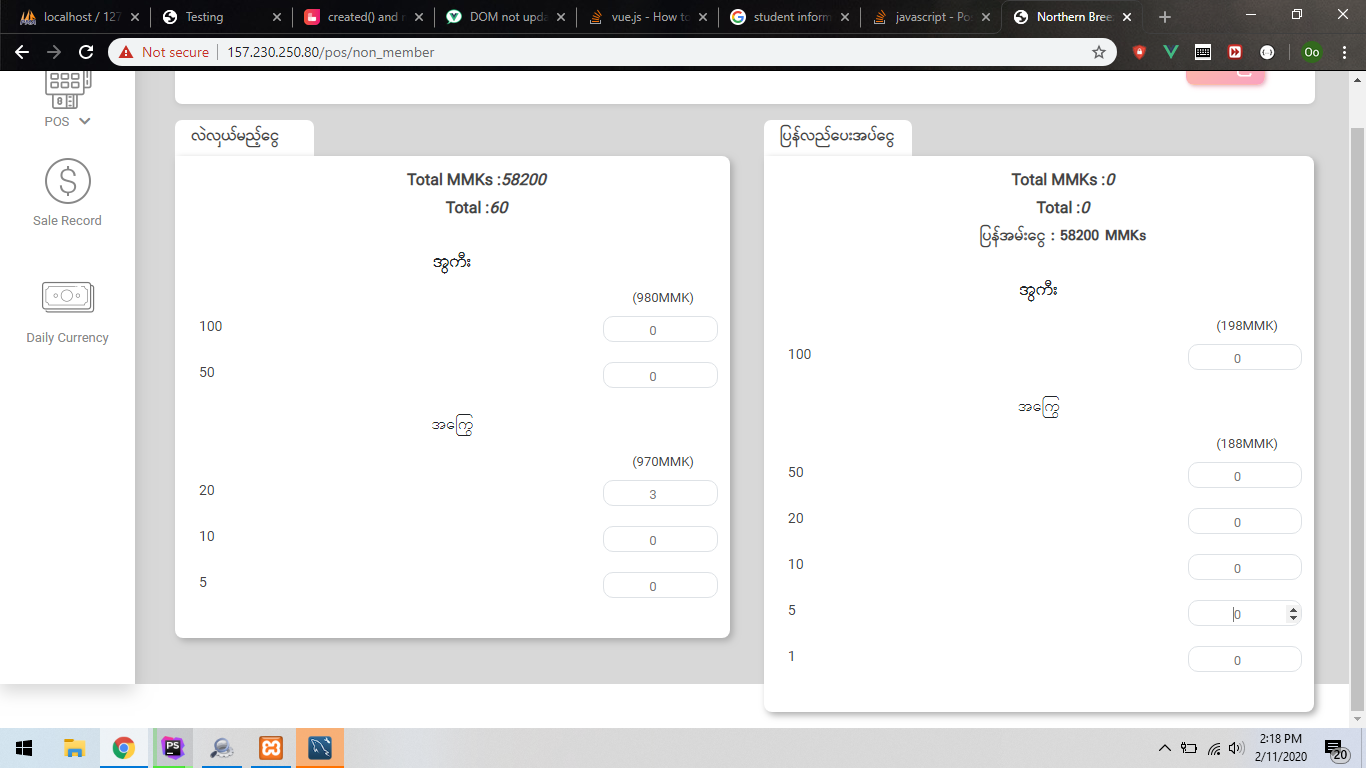 localhost / 127
Testing
created() and r
DOM not upda
vue.js - How to
student inform
javascript - Po
Northern Bree
Not secure
157.230.250.80/pos/non_member
Oo
POS
Sale Record
Daily Currency
လဲလှယ်မည့်ငွေ
Total MMKs :58200
Total :60
အွကီး
(980MMK)
100
0
50
0
အကြွေ
(970MMK)
20
3
10
0
5
0
ပြန်လည်ပေးအပ်ငွေ
Total MMKs :0
Total :0
ပြန်အမ်းငွေ : 58200 MMKs
အွကီး
(198MMK)
100
0
အကြွေ
(188MMK)
50
0
20
0
10
0
5
0
1
0
PS
2:18 PM
2/11/2020
20